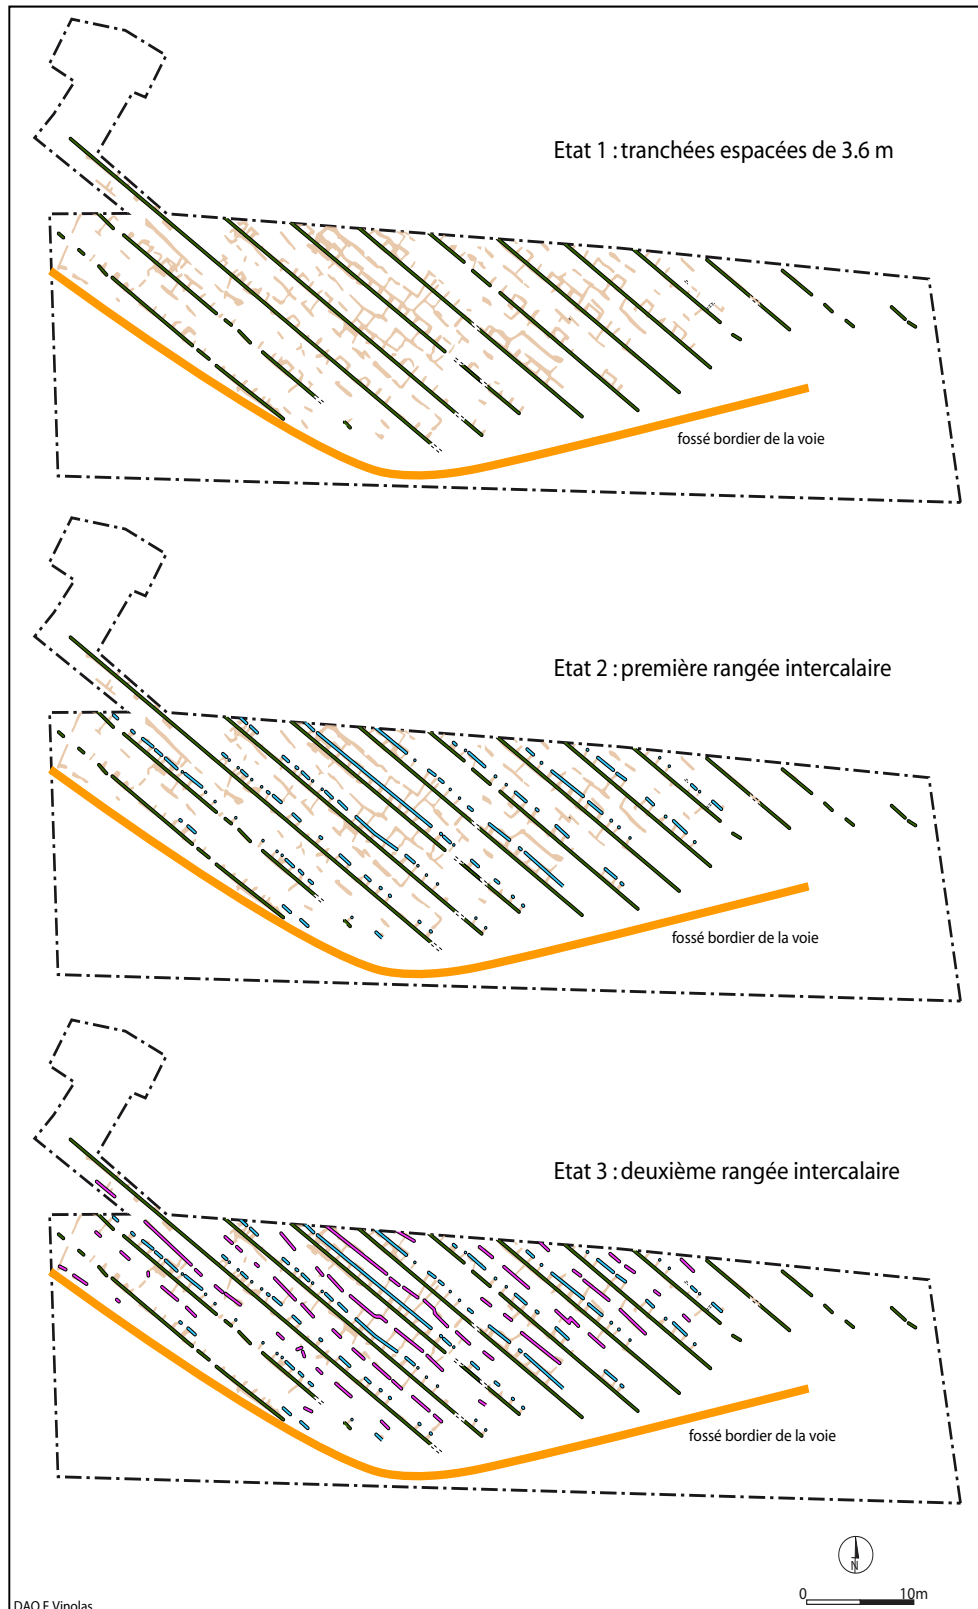 Etat 1 : tranchées espacées de 3.6 m
fossé bordier de la voie
Etat 2 : première rangée intercalaire
fossé bordier de la voie
Etat 3 : deuxième rangée intercalaire
fossé bordier de la voie
N
0 10m
DAO F Vinolas